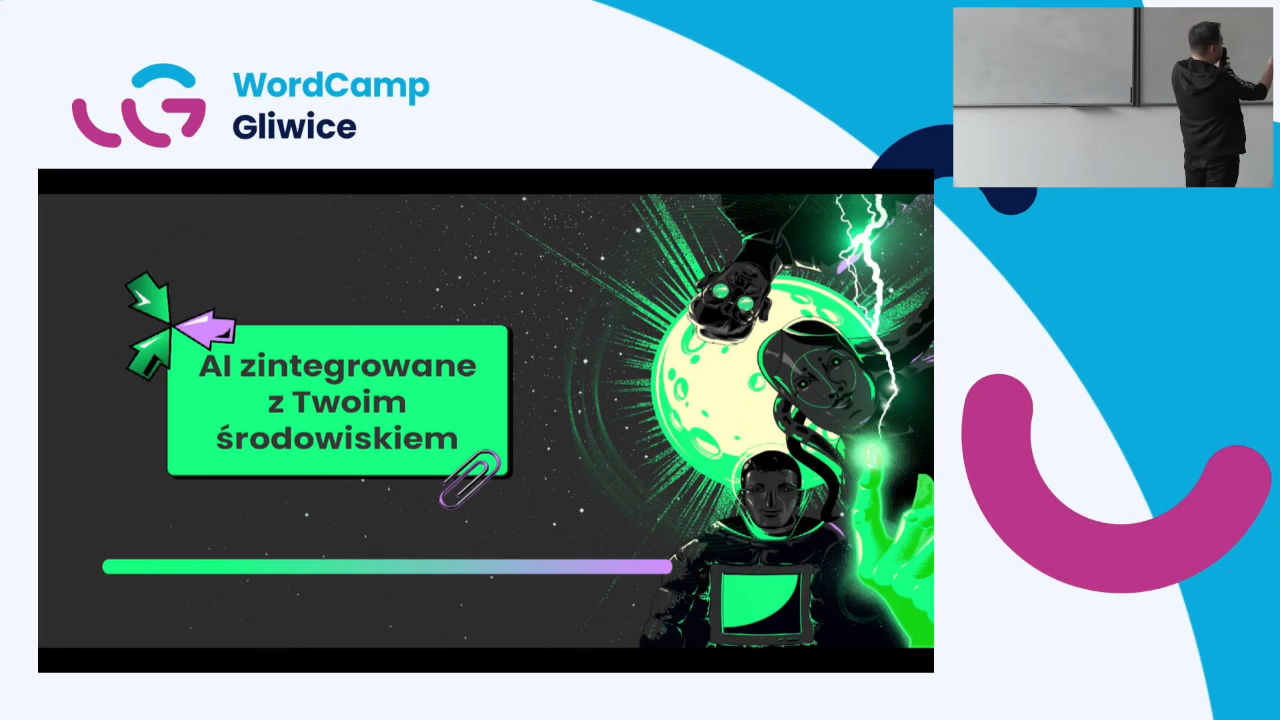 WordCamp
Gliwice
AI zintegrowane
z Twoim
środowiskiem